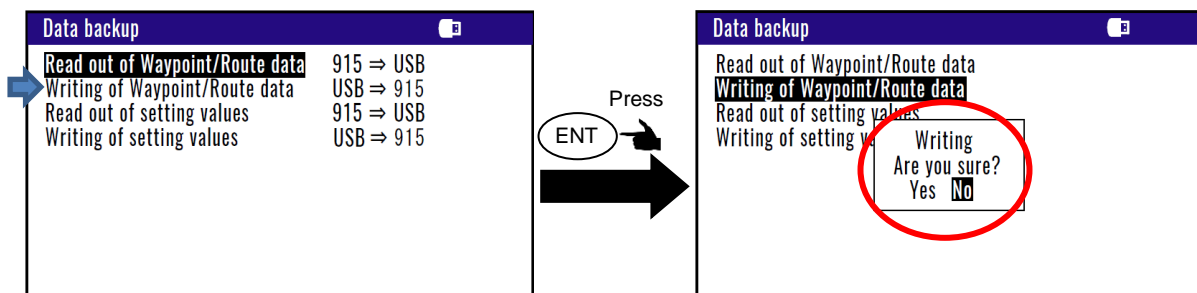 Data backup
Read out of Waypoint/Route data 915 ⇒ USB
Writing of Waypoint/Route data USB ⇒ 915
Read out of setting values 915 ⇒ USB
Writing of setting values USB ⇒ 915
Press
ENT
Data backup
Read out of Waypoint/Route data
Writing of Waypoint/Route data
Read out of setting values
Writing of setting
Writing
Are you sure?
Yes No